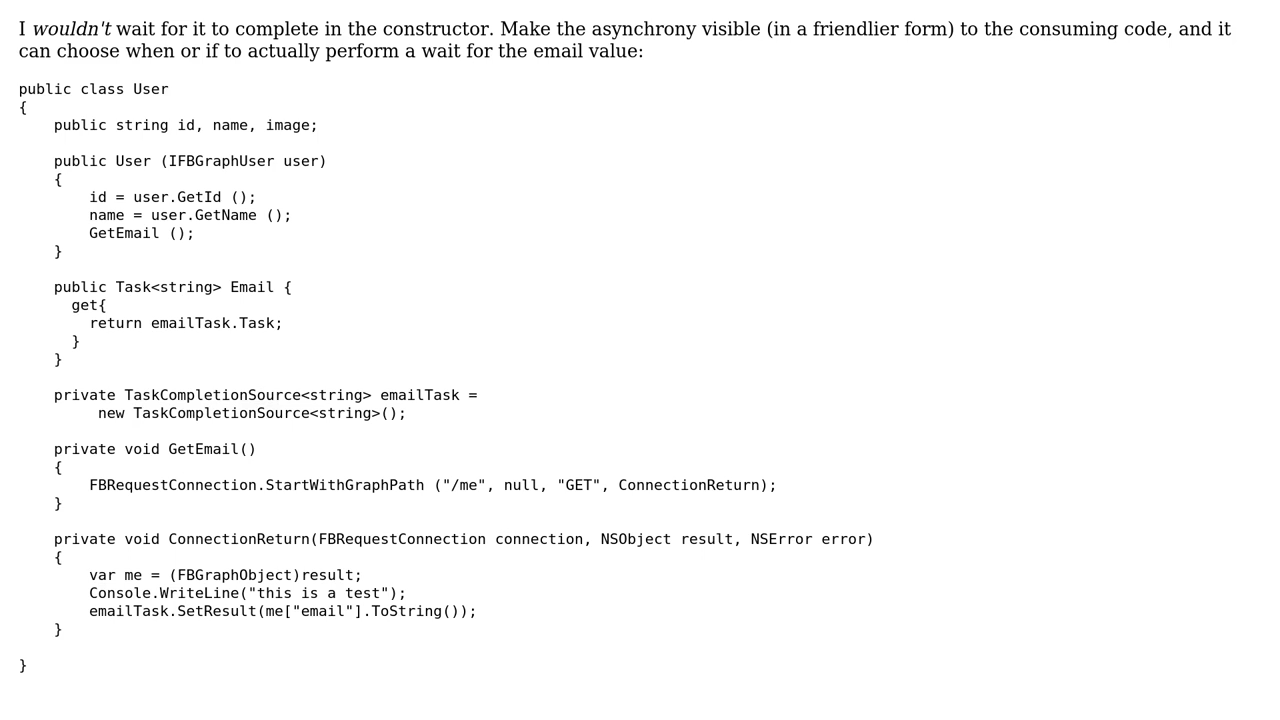 I wouldn't wait for it to complete in the constructor. Make the asynchrony visible (in a friendlier form) to the consuming code, and it
can choose when or if to actually perform a wait for the email value:
public class User
{
    public string id, name, image;
    public User (IFBGraphUser user)
    {
        id = user.GetId ();
        name = user.GetName ();
        GetEmail ();
    }
    public Task<string> Email {
      get{
        return emailTask.Task;
      }
    }
    private TaskCompletionSource<string> emailTask =
         new TaskCompletionSource<string>();
    private void GetEmail()
    {
        FBRequestConnection.StartWithGraphPath ("/me", null, "GET", ConnectionReturn);
    }
    private void ConnectionReturn(FBRequestConnection connection, NSObject result, NSError error)
    {
        var me = (FBGraphObject)result;
        Console.WriteLine("this is a test");
        emailTask.SetResult(me["email"].ToString());
    }
}